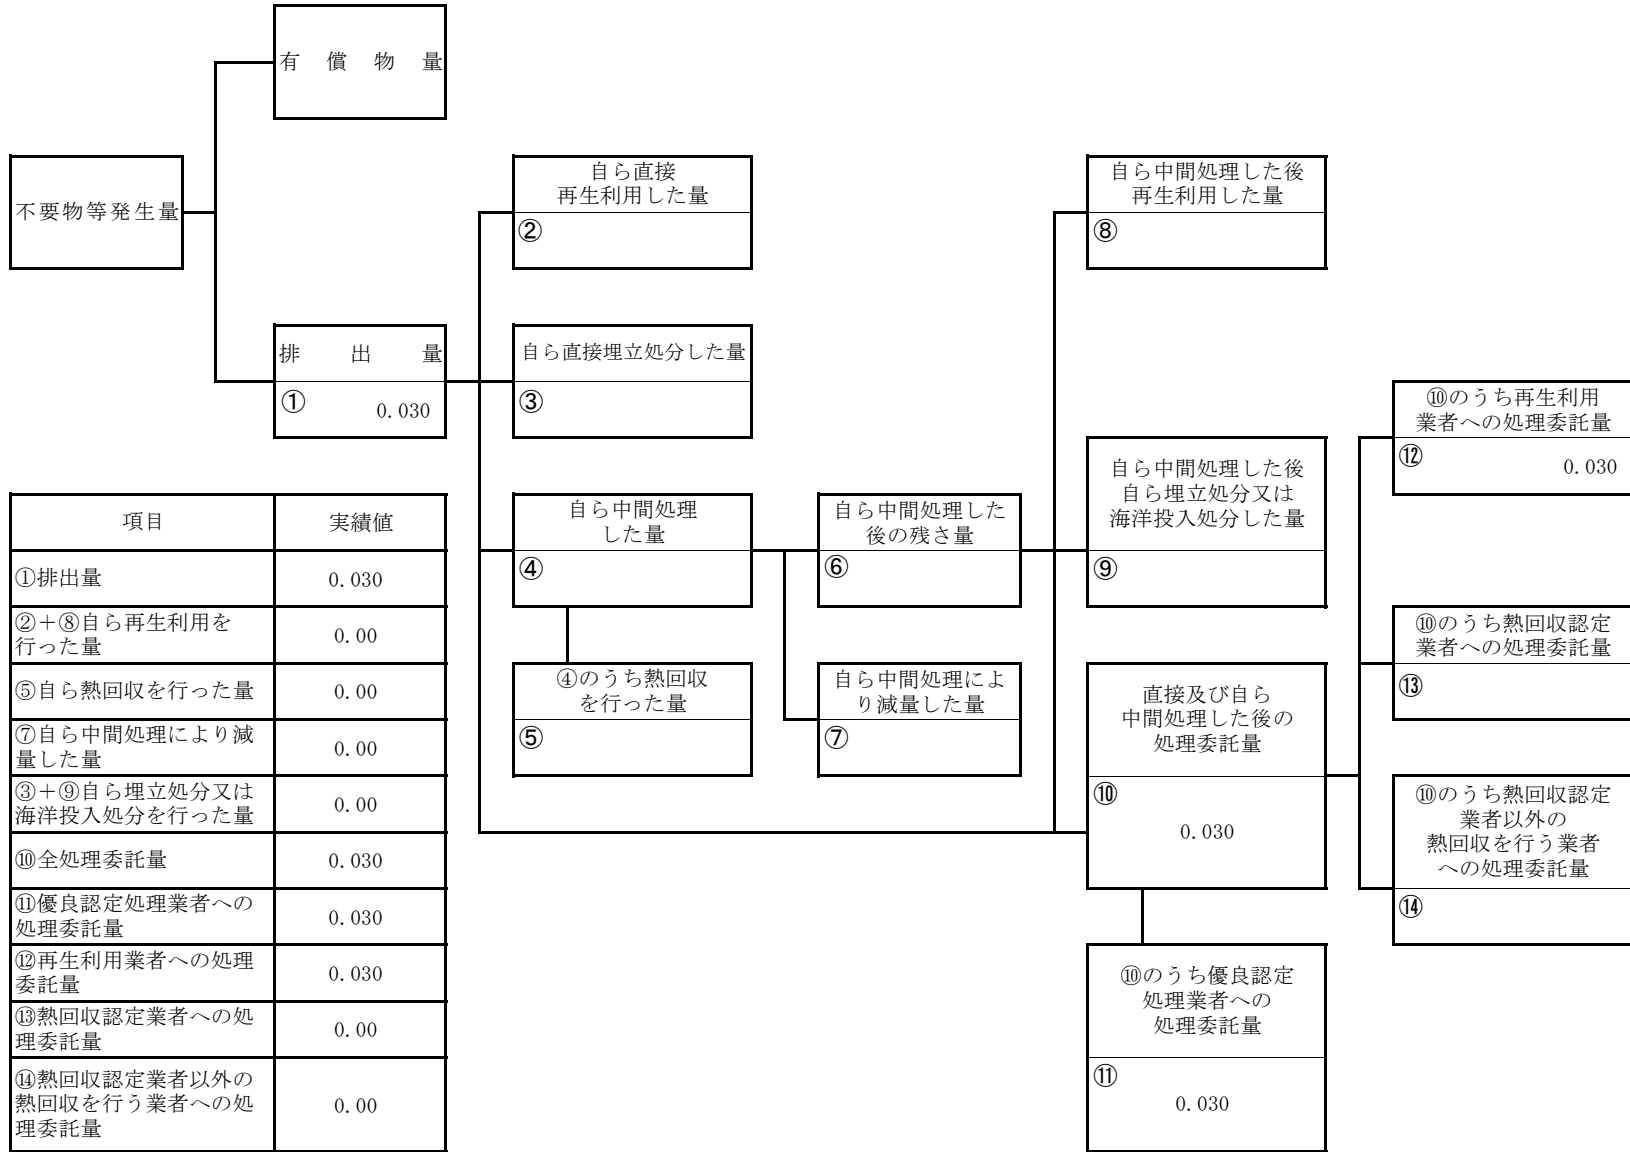 有償物量
不要物等発生量
自ら直接
再生利用した量
②
自ら中間処理した後
再生利用した量
⑧
排出量
① 0.030
自ら直接埋立処分した量
③
⑩のうち再生利用
業者への処理委託量
⑫ 0.030
自ら中間処理した後
自ら埋立処分又は
海洋投入処分した量
⑨
自ら中間処理
した量
④
自ら中間処理した
後の残さ量
⑥
⑩のうち熱回収認定
業者への処理委託量
⑬
④のうち熱回収
を行った量
⑤
自ら中間処理によ
り減量した量
⑦
直接及び自ら
中間処理した後の
処理委託量
⑩
0.030
⑩のうち熱回収認定
業者以外の
熱回収を行う業者
への処理委託量
⑭
⑩のうち優良認定
処理業者への
処理委託量
⑪
0.030
項目 実績値
①排出量 0.030
②+⑧自ら再生利用を
行った量 0.00
⑤自ら熱回収を行った量 0.00
⑦自ら中間処理により減
量した量 0.00
③+⑨自ら埋立処分又は
海洋投入処分を行った量 0.00
⑩全処理委託量 0.030
⑪優良認定処理業者への
処理委託量 0.030
⑫再生利用業者への処理
委託量 0.030
⑬熱回収認定業者への処
理委託量 0.00
⑭熱回収認定業者以外の
熱回収を行う業者への処
理委託量 0.00